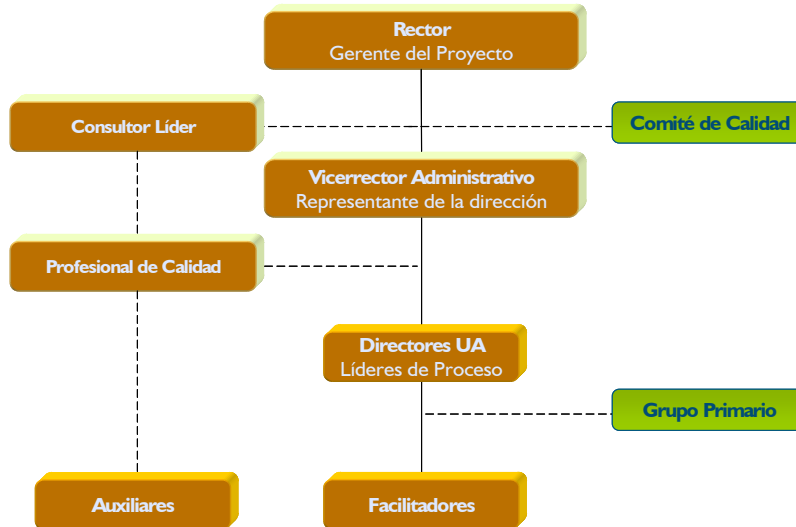 Rector
Gerente del Proyecto
Consultor Líder
Comité de Calidad
Vicerrector Administrativo
Representante de la dirección
Profesional de Calidad
Directores UA
Líderes de Proceso
Grupo Primario
Auxiliares
Facilitadores